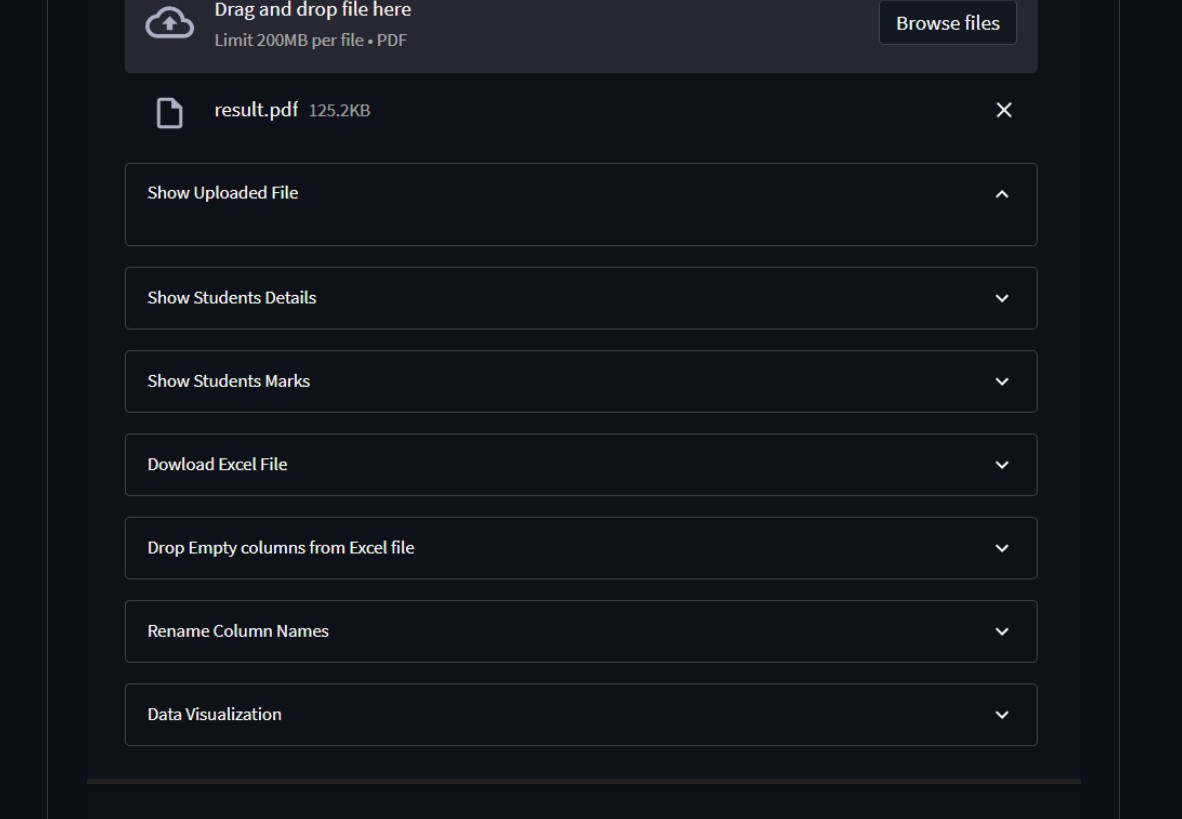 Drag and drop file here
Limit 200MB per file • PDF
Browse files
result.pdf 125.2KB
Show Uploaded File
Show Students Details
Show Students Marks
Dowload Excel File
Drop Empty columns from Excel file
Rename Column Names
Data Visualization